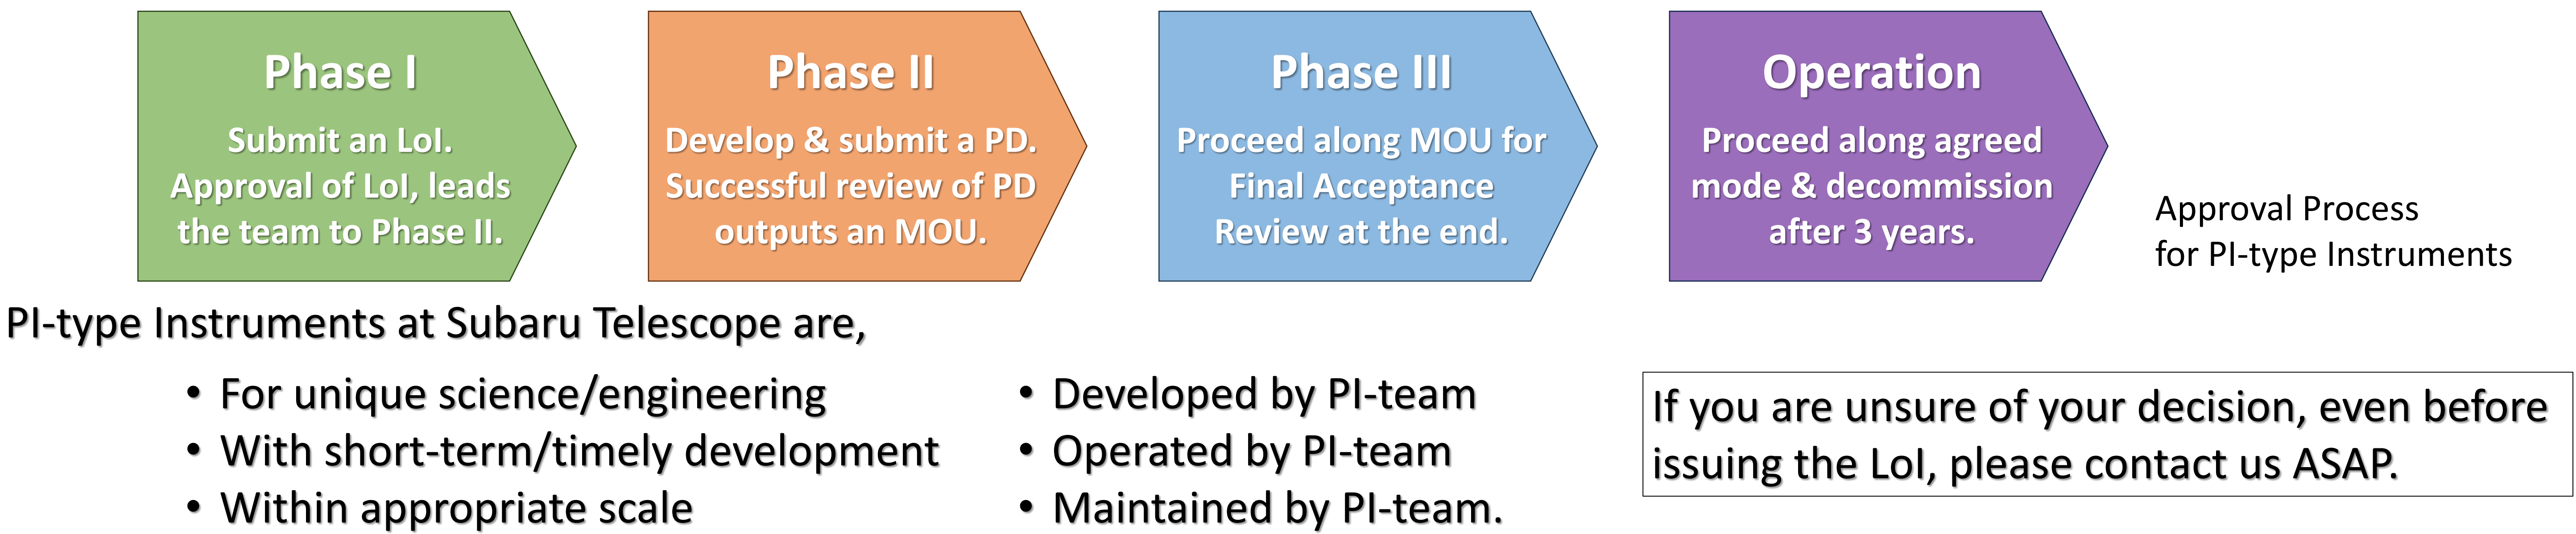 Phase I
Submit an LoI.
Approval of LoI, leads
the team to Phase II.
Phase II
Develop & submit a PD.
Successful review of PD
outputs an MOU.
Phase III
Proceed along MOU for
Final Acceptance
Review at the end.
Operation
Proceed along agreed
mode & decommission
after 3 years.
Approval Process
for PI-type Instruments
PI-type Instruments at Subaru Telescope are,
• For unique science/engineering
• With short-term/timely development
• Within appropriate scale
• Developed by PI-team
• Operated by PI-team
• Maintained by PI-team.
If you are unsure of your decision, even before
issuing the LoI, please contact us ASAP.